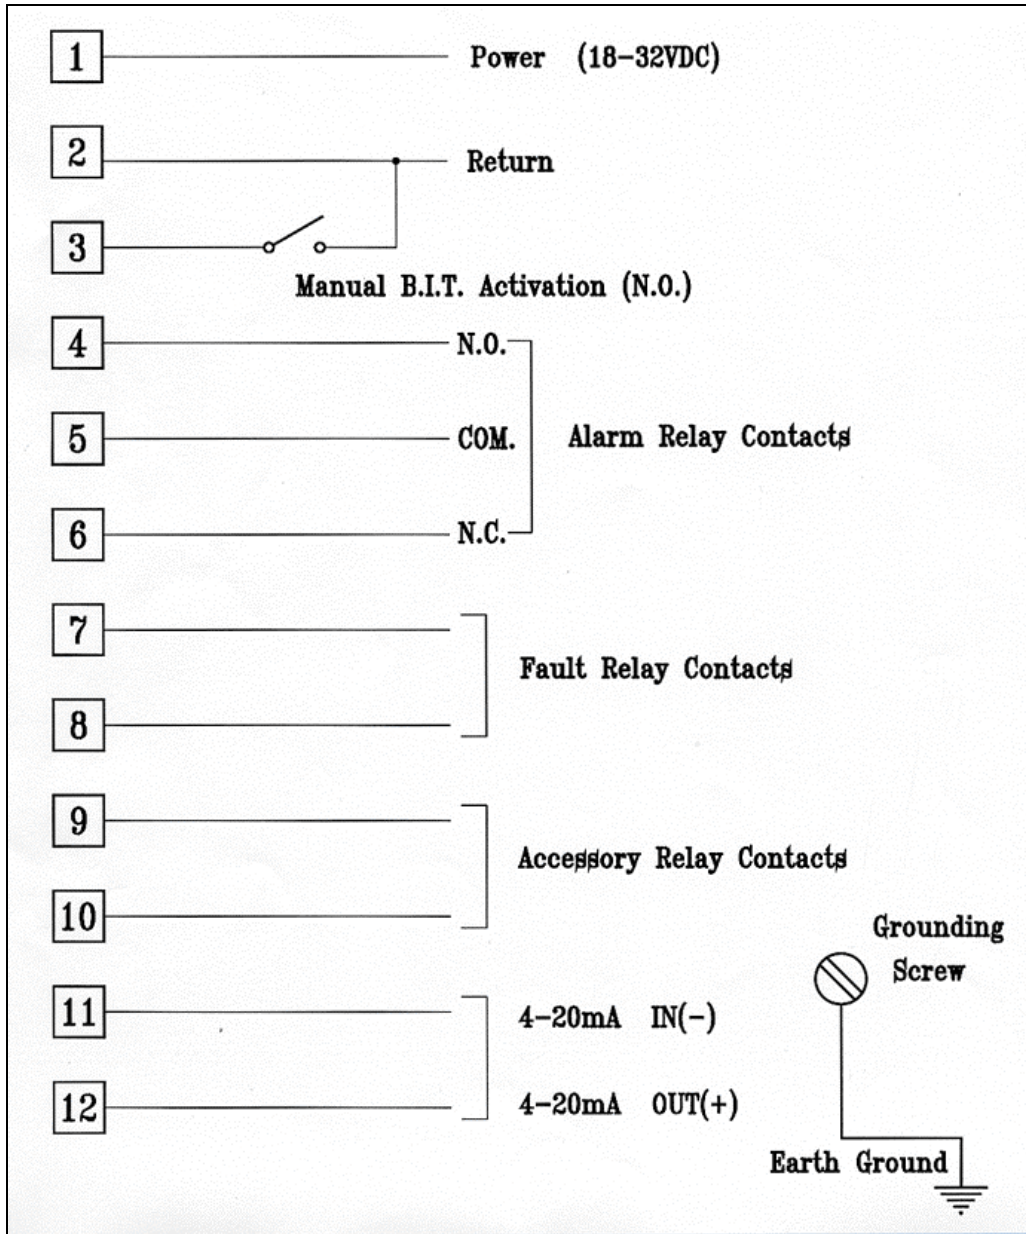 1 Power (18-32VDC)
2 Return
3
Manual B.I.T. Activation (N.O.)
4 N.O.
5 COM. Alarm Relay Contacts
6 N.C.
7
Fault Relay Contacts
8
9
Accessory Relay Contacts
10
Grounding
Screw
11 4-20mA IN(-)
12 4-20mA OUT(+)
Earth Ground